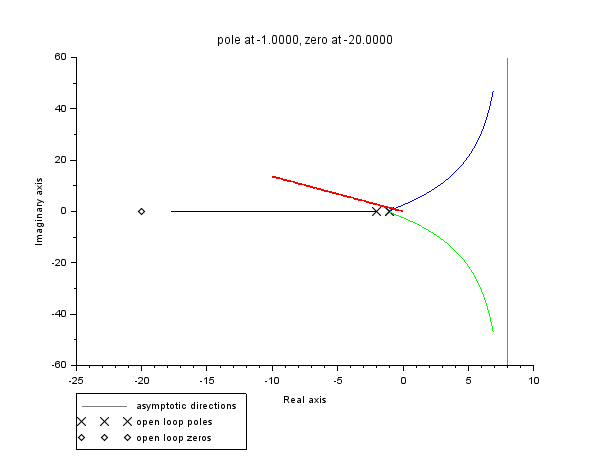 pole at -1.0000, zero at -20.0000
60
40
20
0
-20
-40
-60
Imaginary axis
-25
-20
-15
-10
-5
0
5
10
Real axis
asymptotic directions
open loop poles
open loop zeros